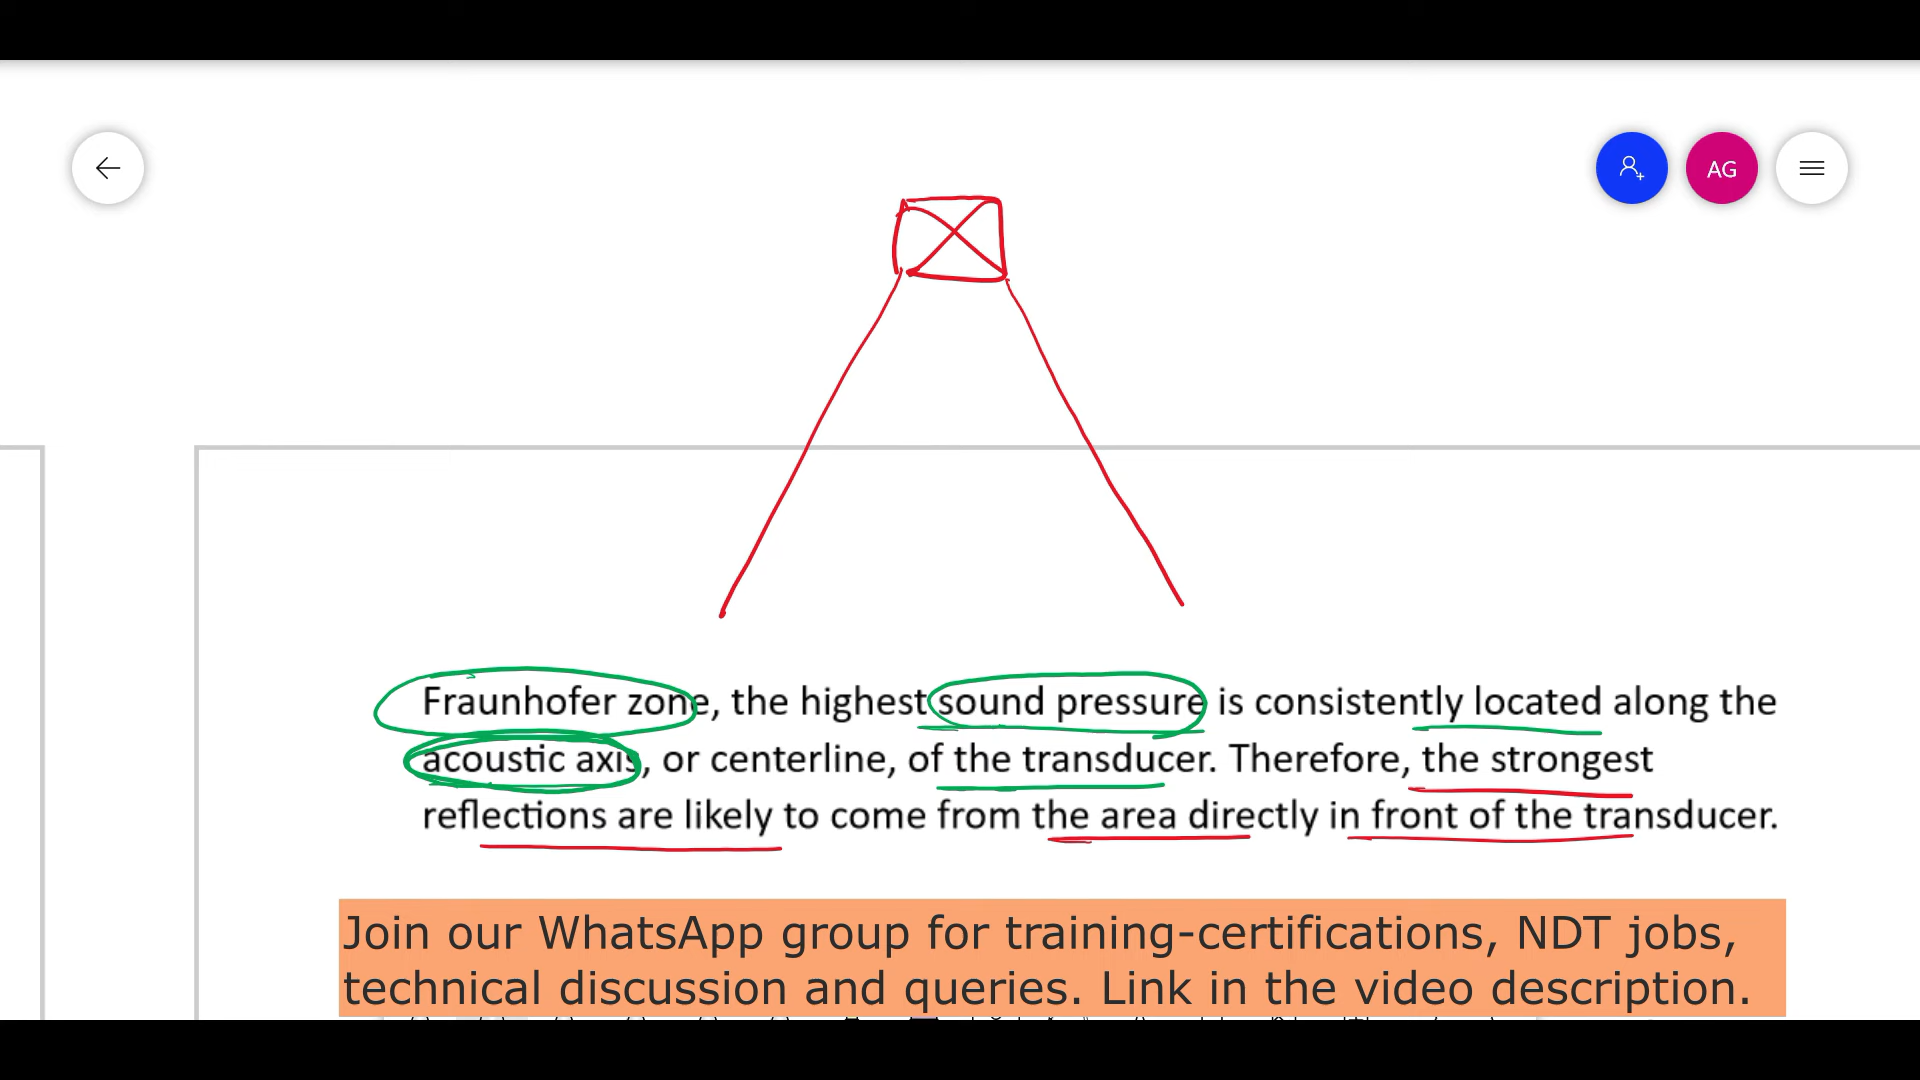 AG
Fraunhofer zone, the highest sound pressure is consistently located along the
acoustic axis, or centerline, of the transducer. Therefore, the strongest
reflections are likely to come from the area directly in front of the transducer.
Join our WhatsApp group for training-certifications, NDT jobs,
technical discussion and queries. Link in the video description.